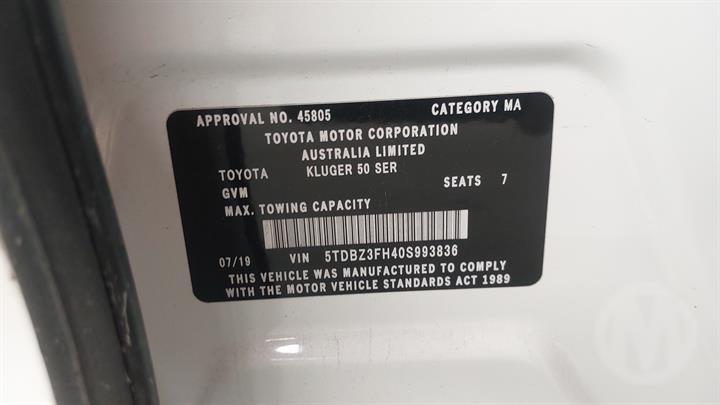 APPROVAL NO. 45805 CATEGORY MA
TOYOTA MOTOR CORPORATION
AUSTRALIA LIMITED
TOYOTA KLUGER 50 SER
GVM SEATS 7
MAX. TOWING CAPACITY
07/19 VIN 5TDBZ3FH40S993836
THIS VEHICLE WAS MANUFACTURED TO COMPLY
WITH THE MOTOR VEHICLE STANDARDS ACT 1989
M